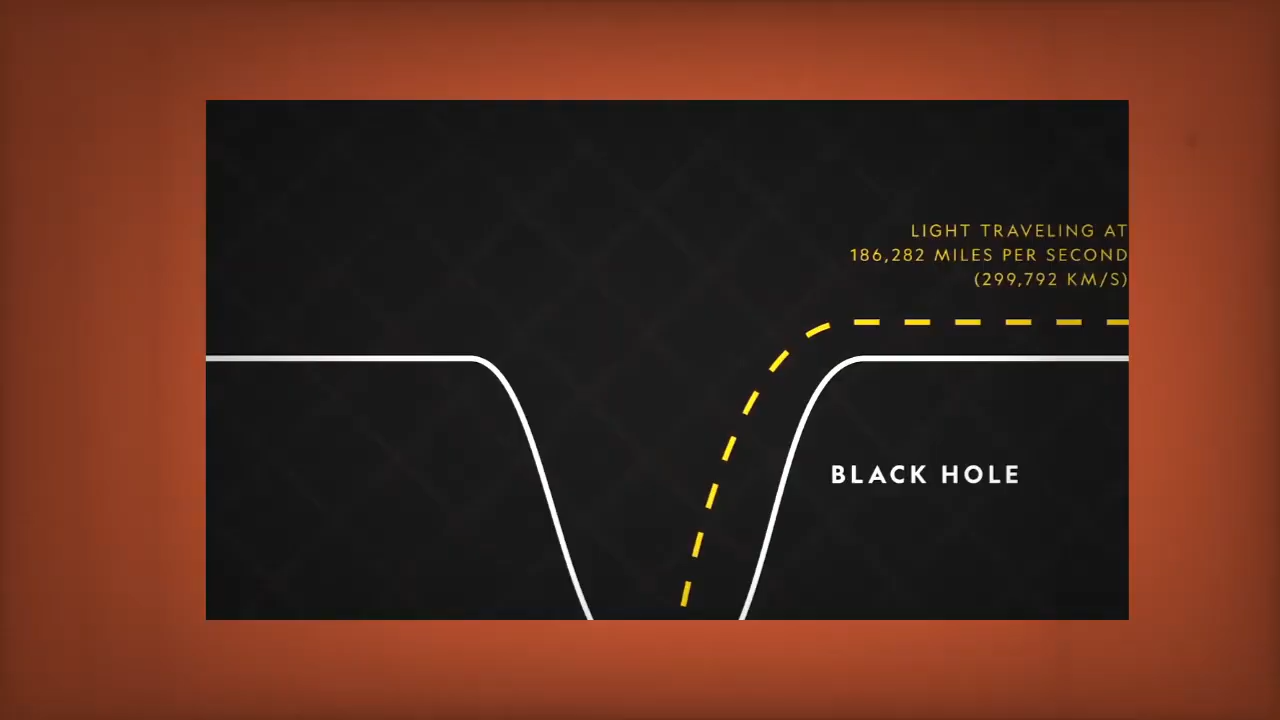 LIGHT TRAVELING AT
186,282 MILES PER SECOND
(299,792 KM/S)
BLACK HOLE